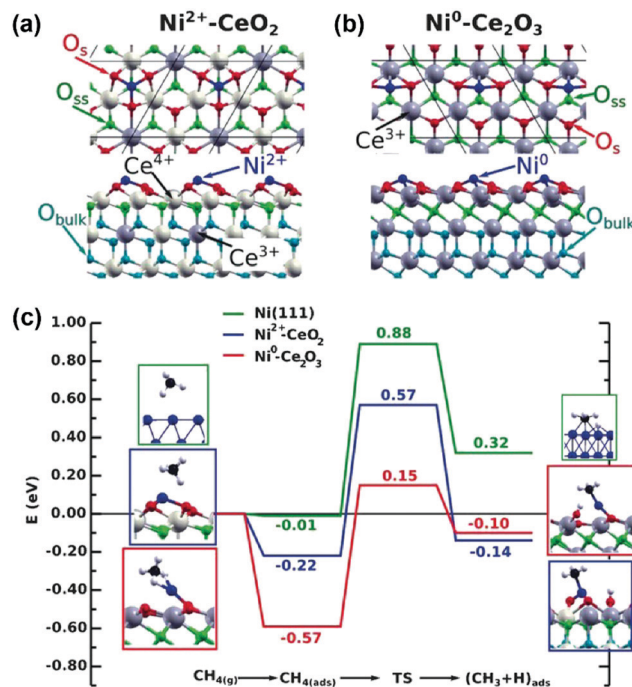 (a) Ni²⁺-CeO₂
Oₛ
Oₛₛ
Ce⁴⁺
Ni²⁺
O_bulk
Ce³⁺
(b) Ni⁰-Ce₂O₃
Oₛₛ
Ce³⁺
Oₛ
Ni⁰
O_bulk
(c)
E (eV)
1.00
0.80
0.60
0.40
0.20
0.00
-0.20
-0.40
-0.60
-0.80
Ni(111)
Ni²⁺-CeO₂
Ni⁰-Ce₂O₃
0.88
0.57
0.32
0.15
-0.01
-0.10
-0.22
-0.14
-0.57
CH₄(g) → CH₄(ads) → TS → (CH₃+H)ads